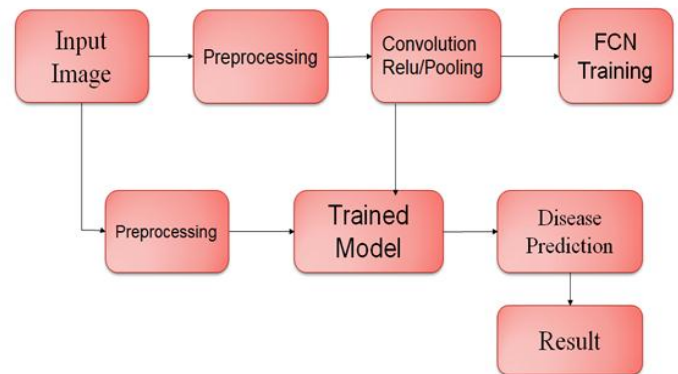 Input
Image
Preprocessing
Convolution
Relu/Pooling
FCN
Training
Preprocessing
Trained
Model
Disease
Prediction
Result